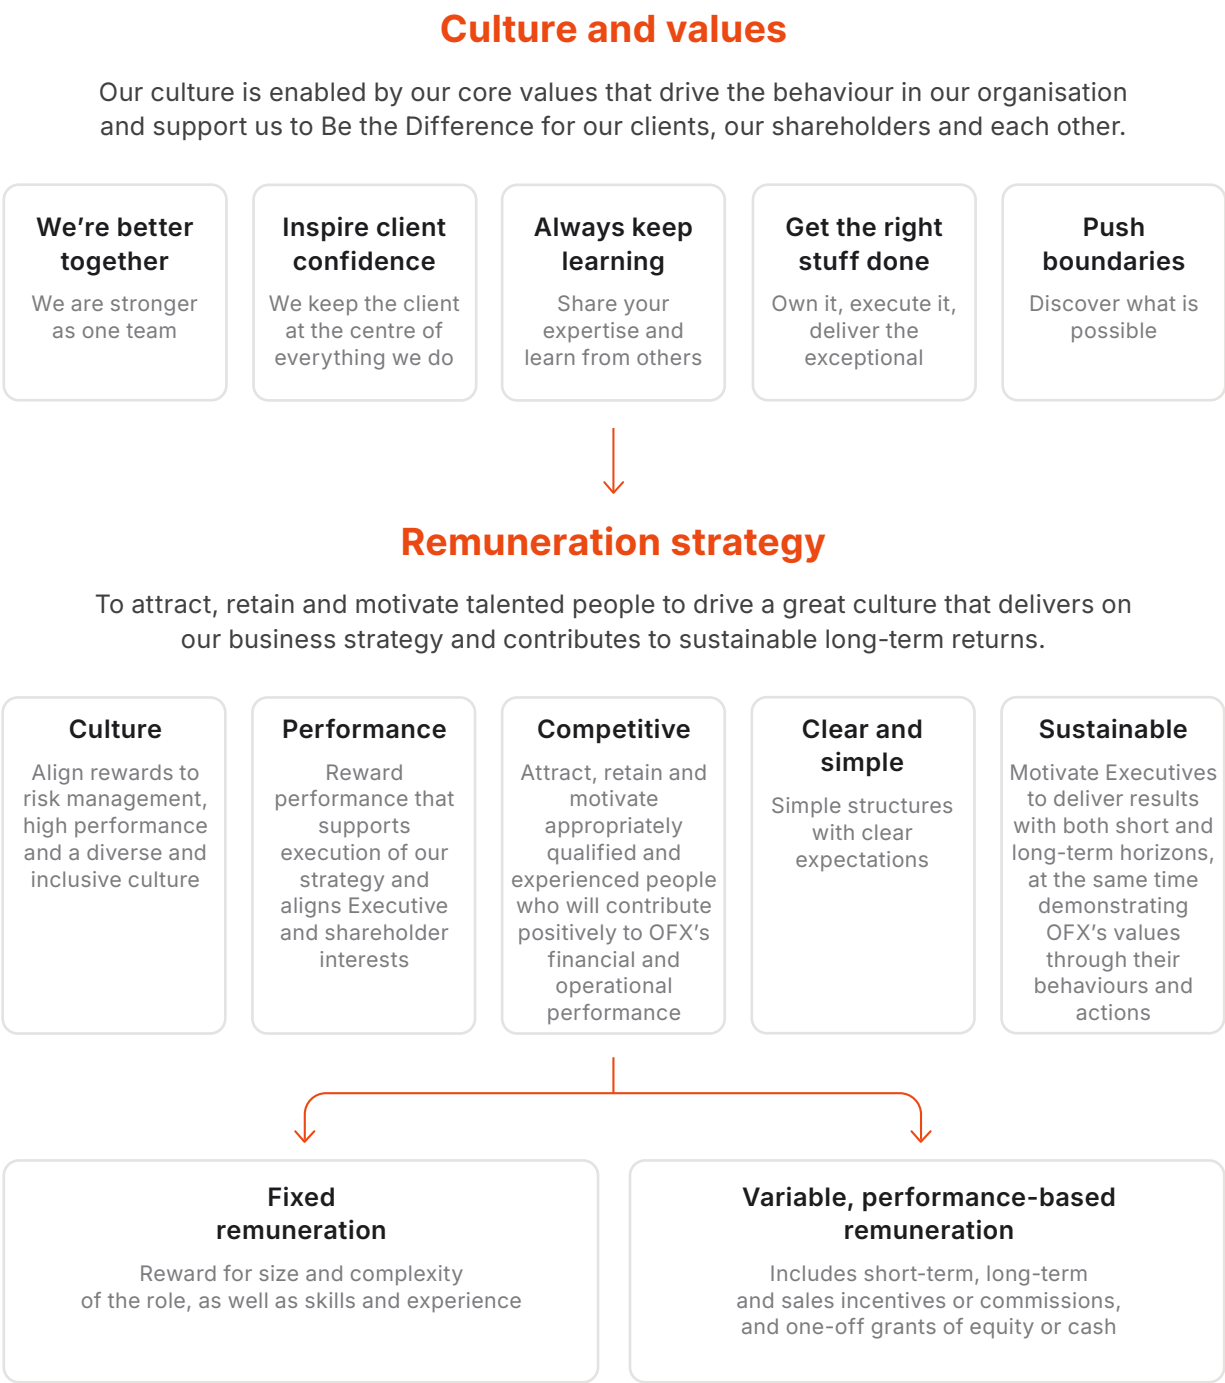 Culture and values
Our culture is enabled by our core values that drive the behaviour in our organisation
and support us to Be the Difference for our clients, our shareholders and each other.
We’re better
together
We are stronger
as one team
Inspire client
confidence
We keep the client
at the centre of
everything we do
Always keep
learning
Share your
expertise and
learn from others
Get the right
stuff done
Own it, execute it,
deliver the
exceptional
Push
boundaries
Discover what is
possible
Remuneration strategy
To attract, retain and motivate talented people to drive a great culture that delivers on
our business strategy and contributes to sustainable long-term returns.
Culture
Align rewards to
risk management,
high performance
and a diverse and
inclusive culture
Performance
Reward
performance that
supports
execution of our
strategy and
aligns Executive
and shareholder
interests
Competitive
Attract, retain and
motivate
appropriately
qualified and
experienced people
who will contribute
positively to OFX’s
financial and
operational
performance
Clear and
simple
Simple structures
with clear
expectations
Sustainable
Motivate Executives
to deliver results
with both short and
long-term horizons,
at the same time
demonstrating
OFX’s values
through their
behaviours and
actions
Fixed
remuneration
Reward for size and complexity
of the role, as well as skills and experience
Variable, performance-based
remuneration
Includes short-term, long-term
and sales incentives or commissions,
and one-off grants of equity or cash